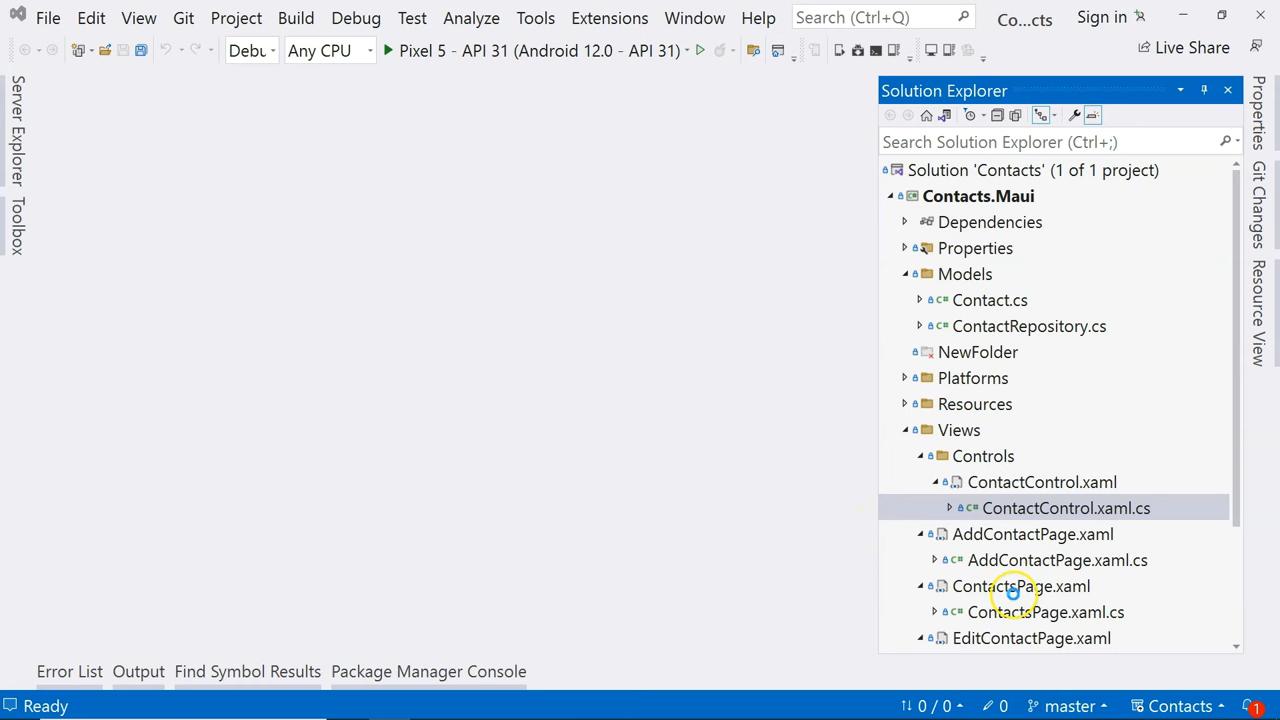 File Edit View Git Project Build Debug Test Analyze Tools Extensions Window Help Search (Ctrl+Q) Co...cts Sign in
Any CPU Pixel 5 - API 31 (Android 12.0 - API 31) Live Share
Server Explorer
Toolbox
Solution Explorer
Search Solution Explorer (Ctrl+;)
Solution 'Contacts' (1 of 1 project)
Contacts.Maui
Dependencies
Properties
Models
Contact.cs
ContactRepository.cs
NewFolder
Platforms
Resources
Views
Controls
ContactControl.xaml
ContactControl.xaml.cs
AddContactPage.xaml
AddContactPage.xaml.cs
ContactsPage.xaml
ContactsPage.xaml.cs
EditContactPage.xaml
Properties
Git Changes
Resource View
Error List Output Find Symbol Results Package Manager Console
Ready 0 / 0 0 master Contacts 1